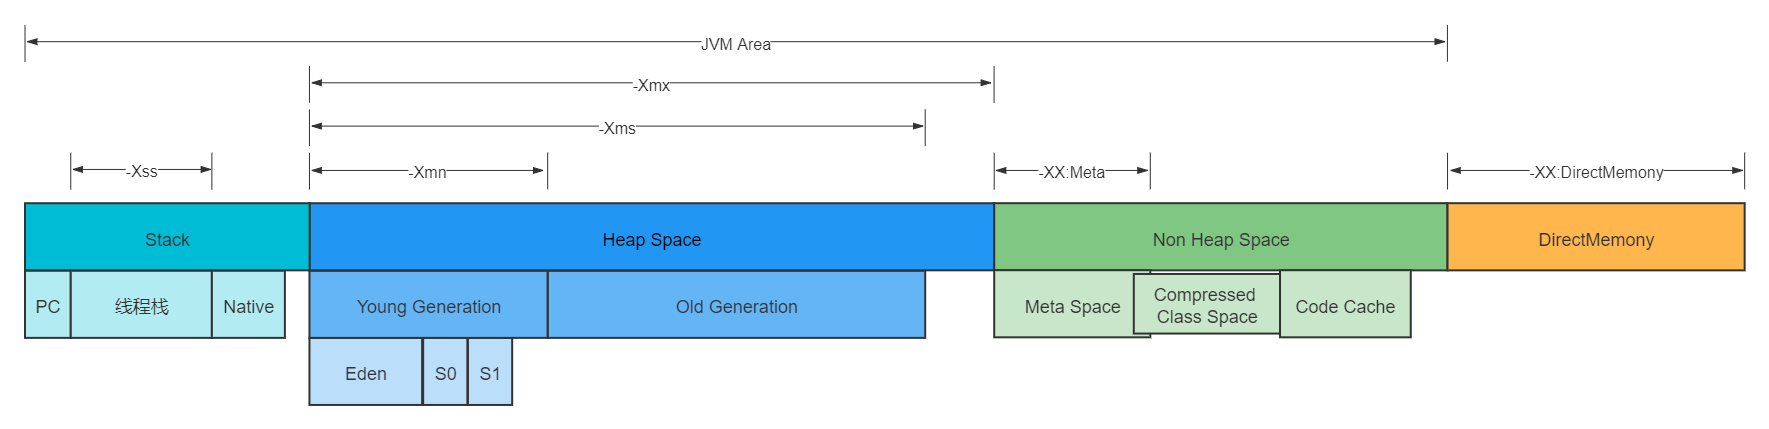 JVM Area
-Xmx
-Xms
-Xss
-Xmn
-XX:Meta
-XX:DirectMemony
Stack
Heap Space
Non Heap Space
DirectMemony
PC
线程栈
Native
Young Generation
Old Generation
Meta Space
Compressed
Class Space
Code Cache
Eden
S0
S1